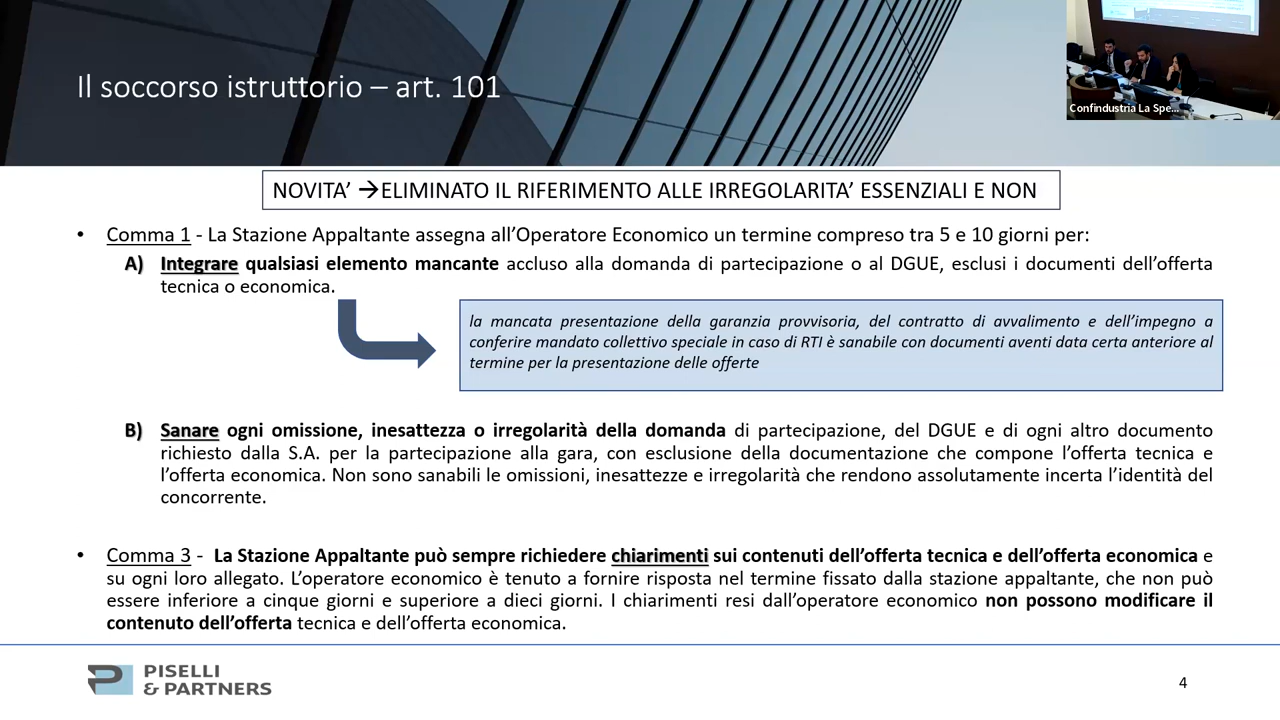 Il soccorso istruttorio – art. 101
Confindustria La Spe...
NOVITA’ →ELIMINATO IL RIFERIMENTO ALLE IRREGOLARITA’ ESSENZIALI E NON
• Comma 1 - La Stazione Appaltante assegna all’Operatore Economico un termine compreso tra 5 e 10 giorni per:
A) Integrare qualsiasi elemento mancante accluso alla domanda di partecipazione o al DGUE, esclusi i documenti dell’offerta
tecnica o economica.
la mancata presentazione della garanzia provvisoria, del contratto di avvalimento e dell’impegno a
conferire mandato collettivo speciale in caso di RTI è sanabile con documenti aventi data certa anteriore al
termine per la presentazione delle offerte
B) Sanare ogni omissione, inesattezza o irregolarità della domanda di partecipazione, del DGUE e di ogni altro documento
richiesto dalla S.A. per la partecipazione alla gara, con esclusione della documentazione che compone l’offerta tecnica e
l’offerta economica. Non sono sanabili le omissioni, inesattezze e irregolarità che rendono assolutamente incerta l’identità del
concorrente.
• Comma 3 - La Stazione Appaltante può sempre richiedere chiarimenti sui contenuti dell’offerta tecnica e dell’offerta economica e
su ogni loro allegato. L’operatore economico è tenuto a fornire risposta nel termine fissato dalla stazione appaltante, che non può
essere inferiore a cinque giorni e superiore a dieci giorni. I chiarimenti resi dall’operatore economico non possono modificare il
contenuto dell’offerta tecnica e dell’offerta economica.
PISELLI
& PARTNERS
4